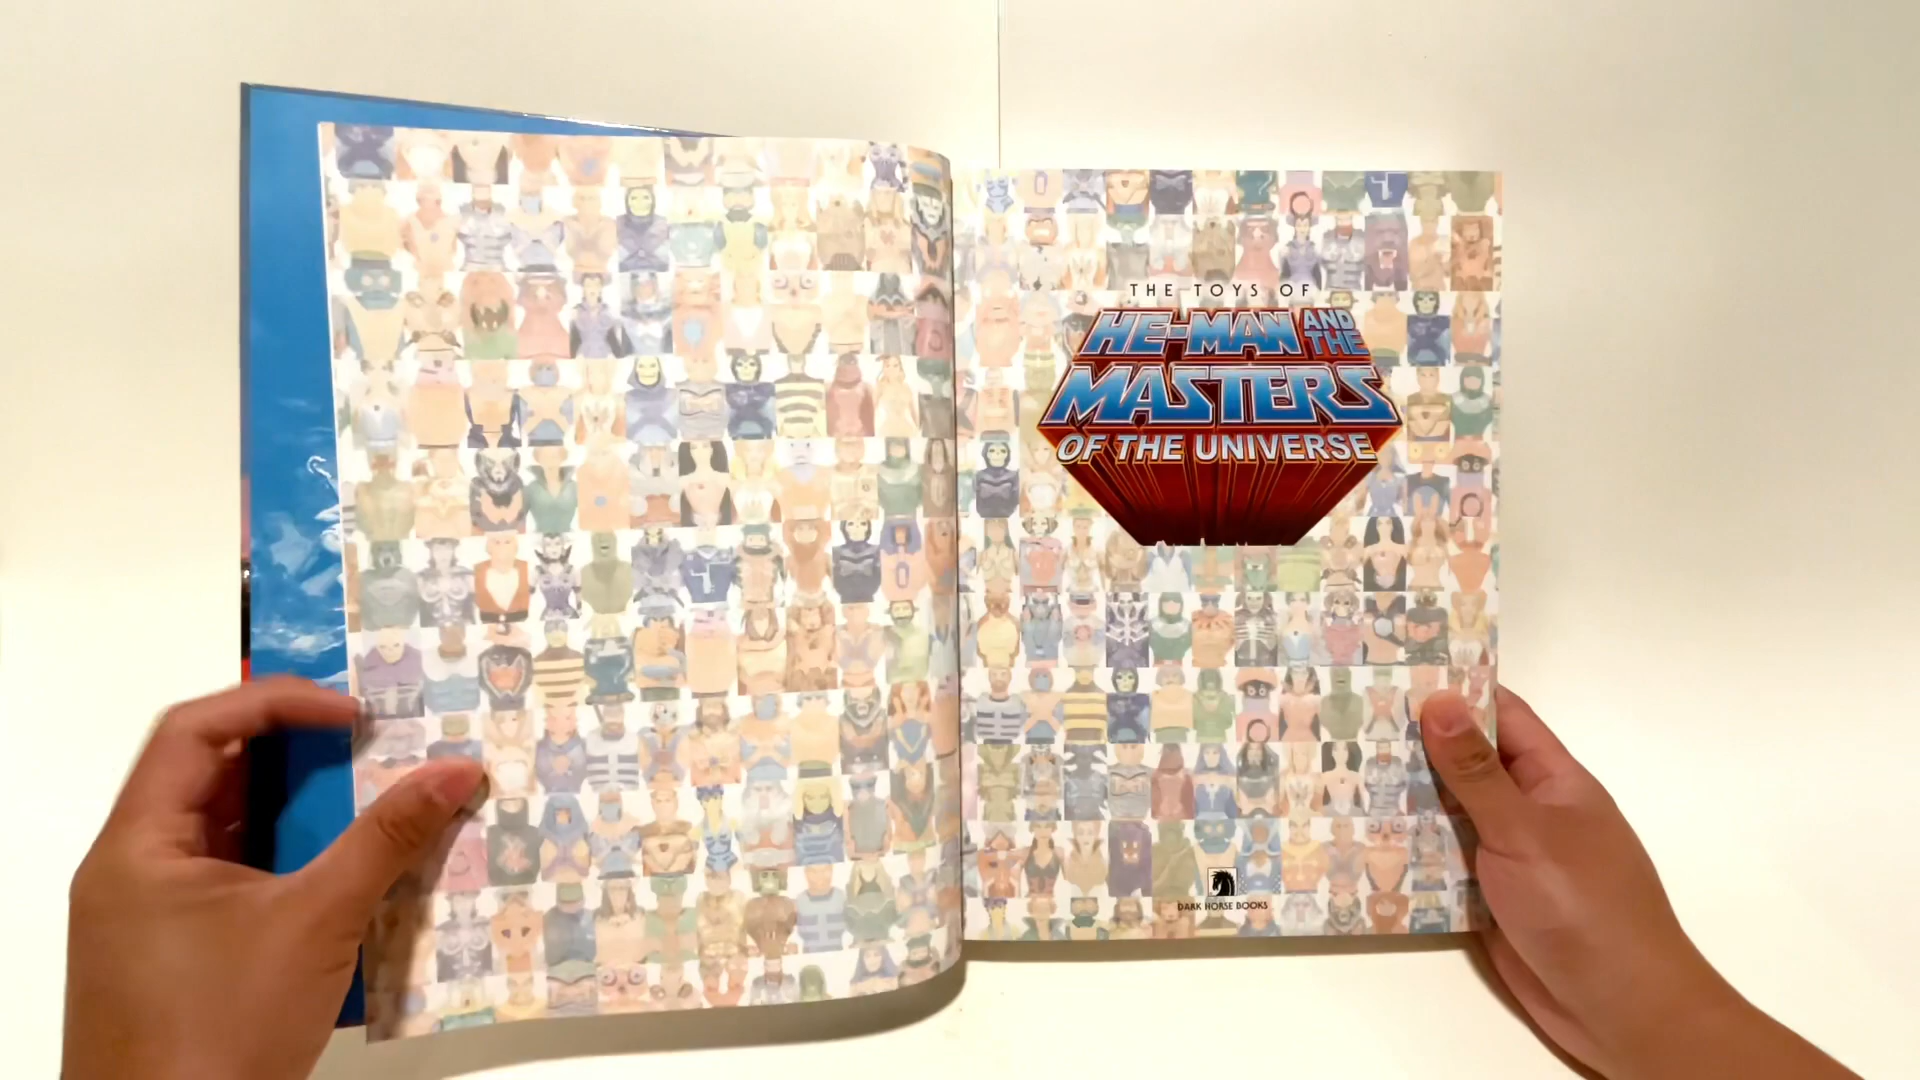 THE TOYS OF
HE-MAN AND THE
MASTERS
OF THE UNIVERSE
DARK HORSE BOOKS